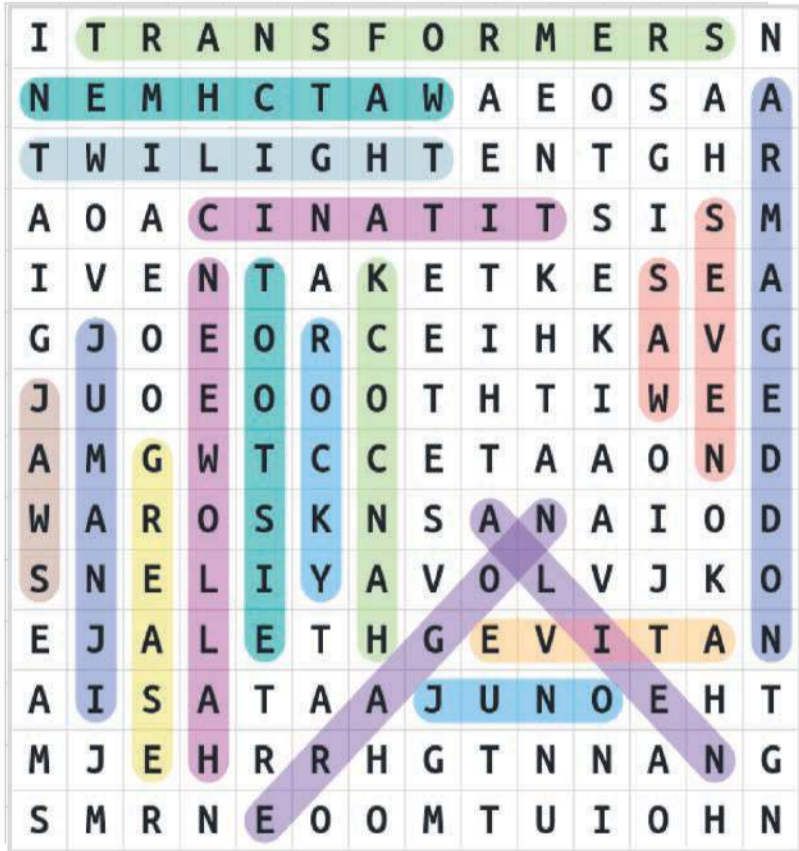 I T R A N S F O R M E R S N
N E M H C T A W A E O S A A
T W I L I G H T E N T G H R
A O A C I N A T I T S I S M
I V E N T A K E T K E S E A
G J O E O R C E I H K A V G
J U O E O O O T H T I W E E
A M G W T C C E T A A O N D
W A R O S K N S A N A I O D
S N E L I Y A V O L V J K O
E J A L E T H G E V I T A N
A I S A T A A J U N O E H T
M J E H R R H G T N N A N G
S M R N E O O M T U I O H N